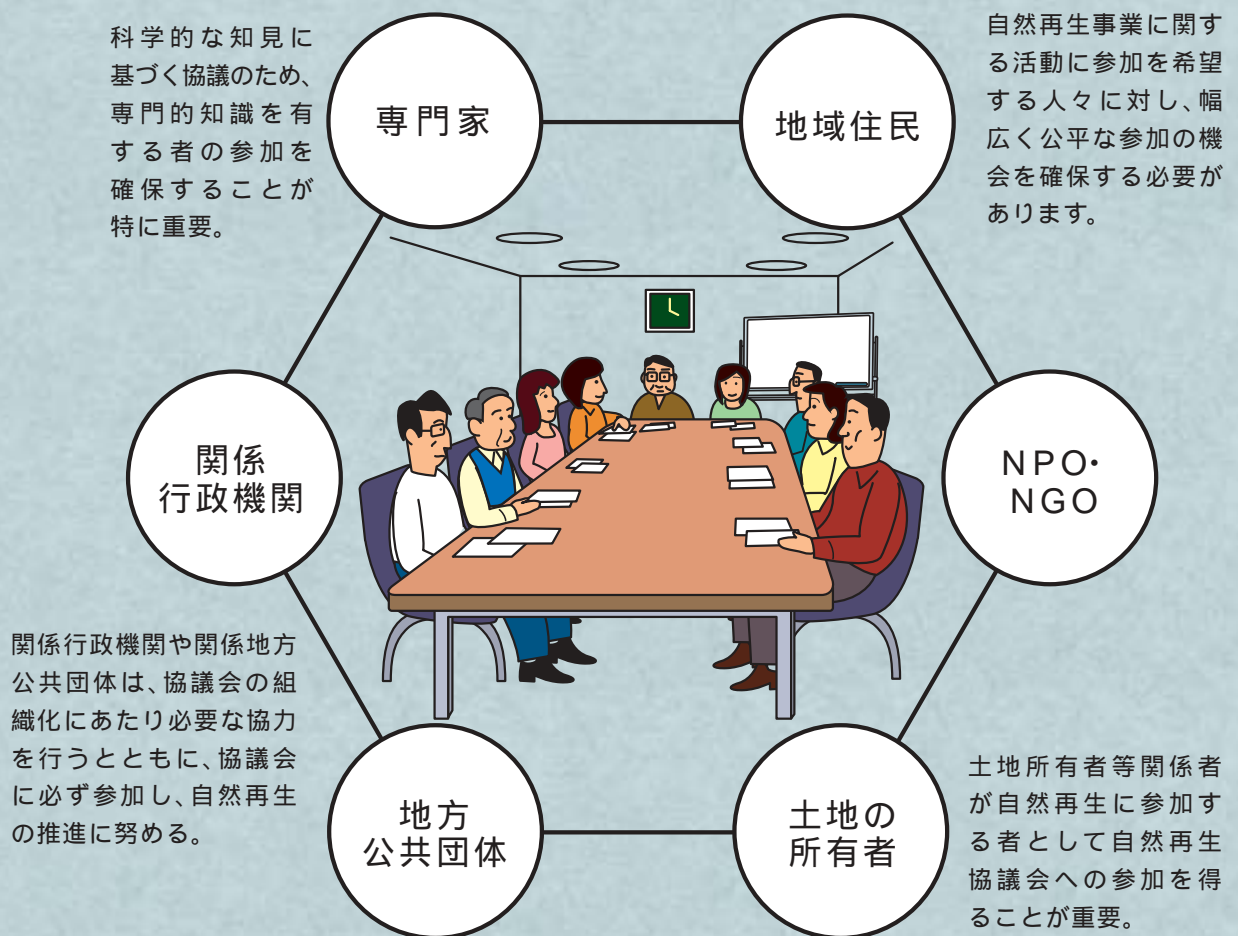 科学的な知見に
基づく協議のため、
専門的知識を有
する者の参加を
確保することが
特に重要。
専門家
地域住民
自然再生事業に関す
る活動に参加を希望
する人々に対し、幅
広く公平な参加の機
会を確保する必要が
あります。
関係
行政機関
NPO・
NGO
関係行政機関や関係地方
公共団体は、協議会の組
織化にあたり必要な協力
を行うとともに、協議会
に必ず参加し、自然再生
の推進に努める。
地方
公共団体
土地の
所有者
土地所有者等関係者
が自然再生に参加す
る者として自然再生
協議会への参加を得
ることが重要。